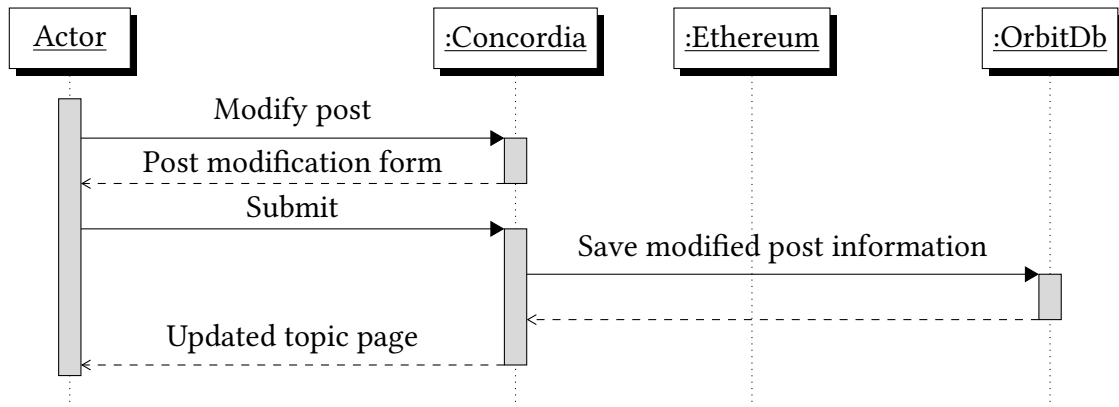 Actor
:Concordia
:Ethereum
:OrbitDb
Modify post
Post modification form
Submit
Save modified post information
Updated topic page